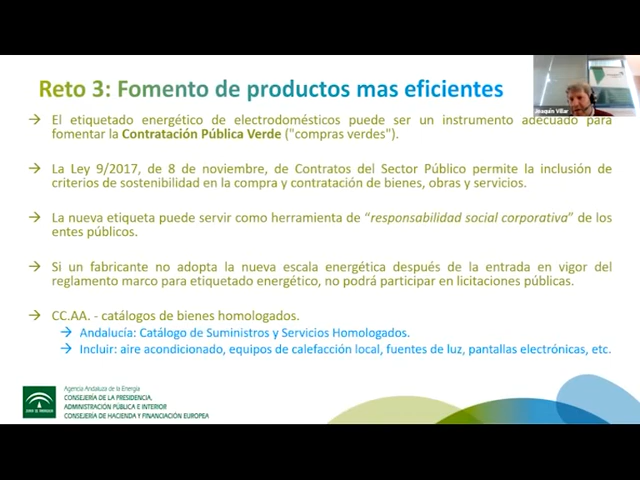 Reto 3: Fomento de productos mas eficientes
Joaquín Villar
→ El etiquetado energético de electrodomésticos puede ser un instrumento adecuado para
fomentar la Contratación Pública Verde ("compras verdes").
→ La Ley 9/2017, de 8 de noviembre, de Contratos del Sector Público permite la inclusión de
criterios de sostenibilidad en la compra y contratación de bienes, obras y servicios.
→ La nueva etiqueta puede servir como herramienta de “responsabilidad social corporativa” de los
entes públicos.
→ Si un fabricante no adopta la nueva escala energética después de la entrada en vigor del
reglamento marco para etiquetado energético, no podrá participar en licitaciones públicas.
→ CC.AA. - catálogos de bienes homologados.
→ Andalucía: Catálogo de Suministros y Servicios Homologados.
→ Incluir: aire acondicionado, equipos de calefacción local, fuentes de luz, pantallas electrónicas, etc.
Agencia Andaluza de la Energía
CONSEJERÍA DE LA PRESIDENCIA,
ADMINISTRACIÓN PÚBLICA E INTERIOR
CONSEJERÍA DE HACIENDA Y FINANCIACIÓN EUROPEA